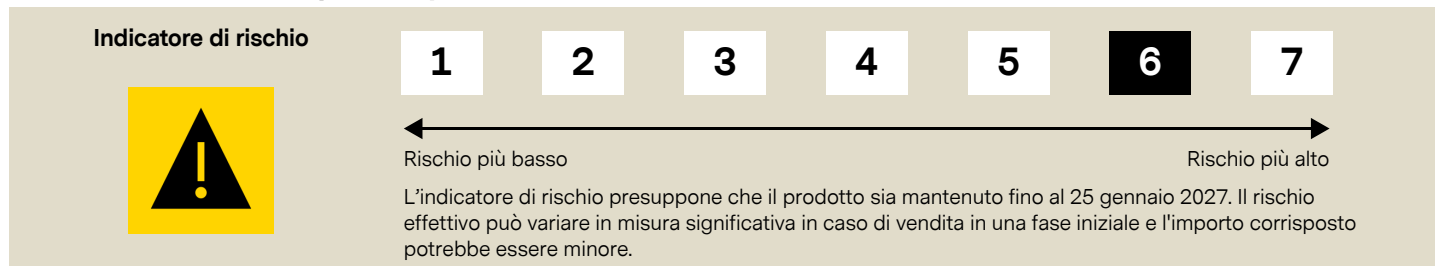 Indicatore di rischio
1 2 3 4 5 6 7
Rischio più basso Rischio più alto
L'indicatore di rischio presuppone che il prodotto sia mantenuto fino al 25 gennaio 2027. Il rischio
effettivo può variare in misura significativa in caso di vendita in una fase iniziale e l'importo corrisposto
potrebbe essere minore.